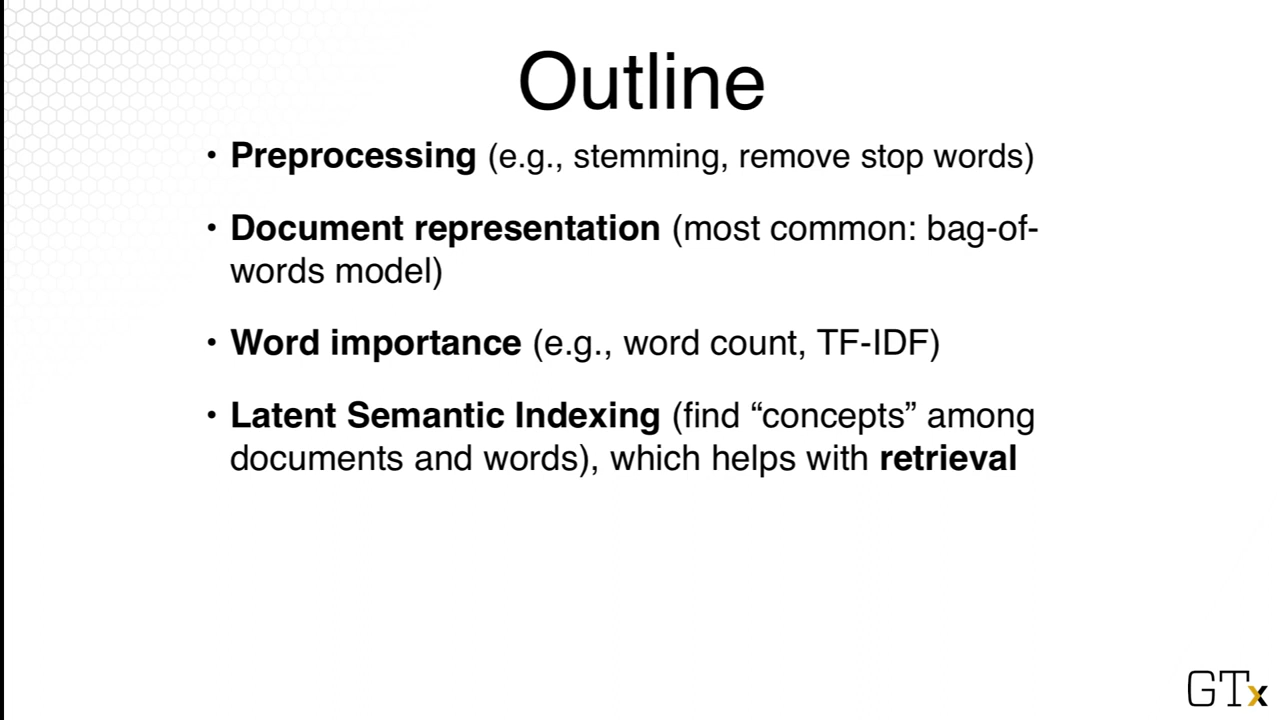 Outline
• Preprocessing (e.g., stemming, remove stop words)
• Document representation (most common: bag-of-
words model)
• Word importance (e.g., word count, TF-IDF)
• Latent Semantic Indexing (find “concepts” among
documents and words), which helps with retrieval
GTx